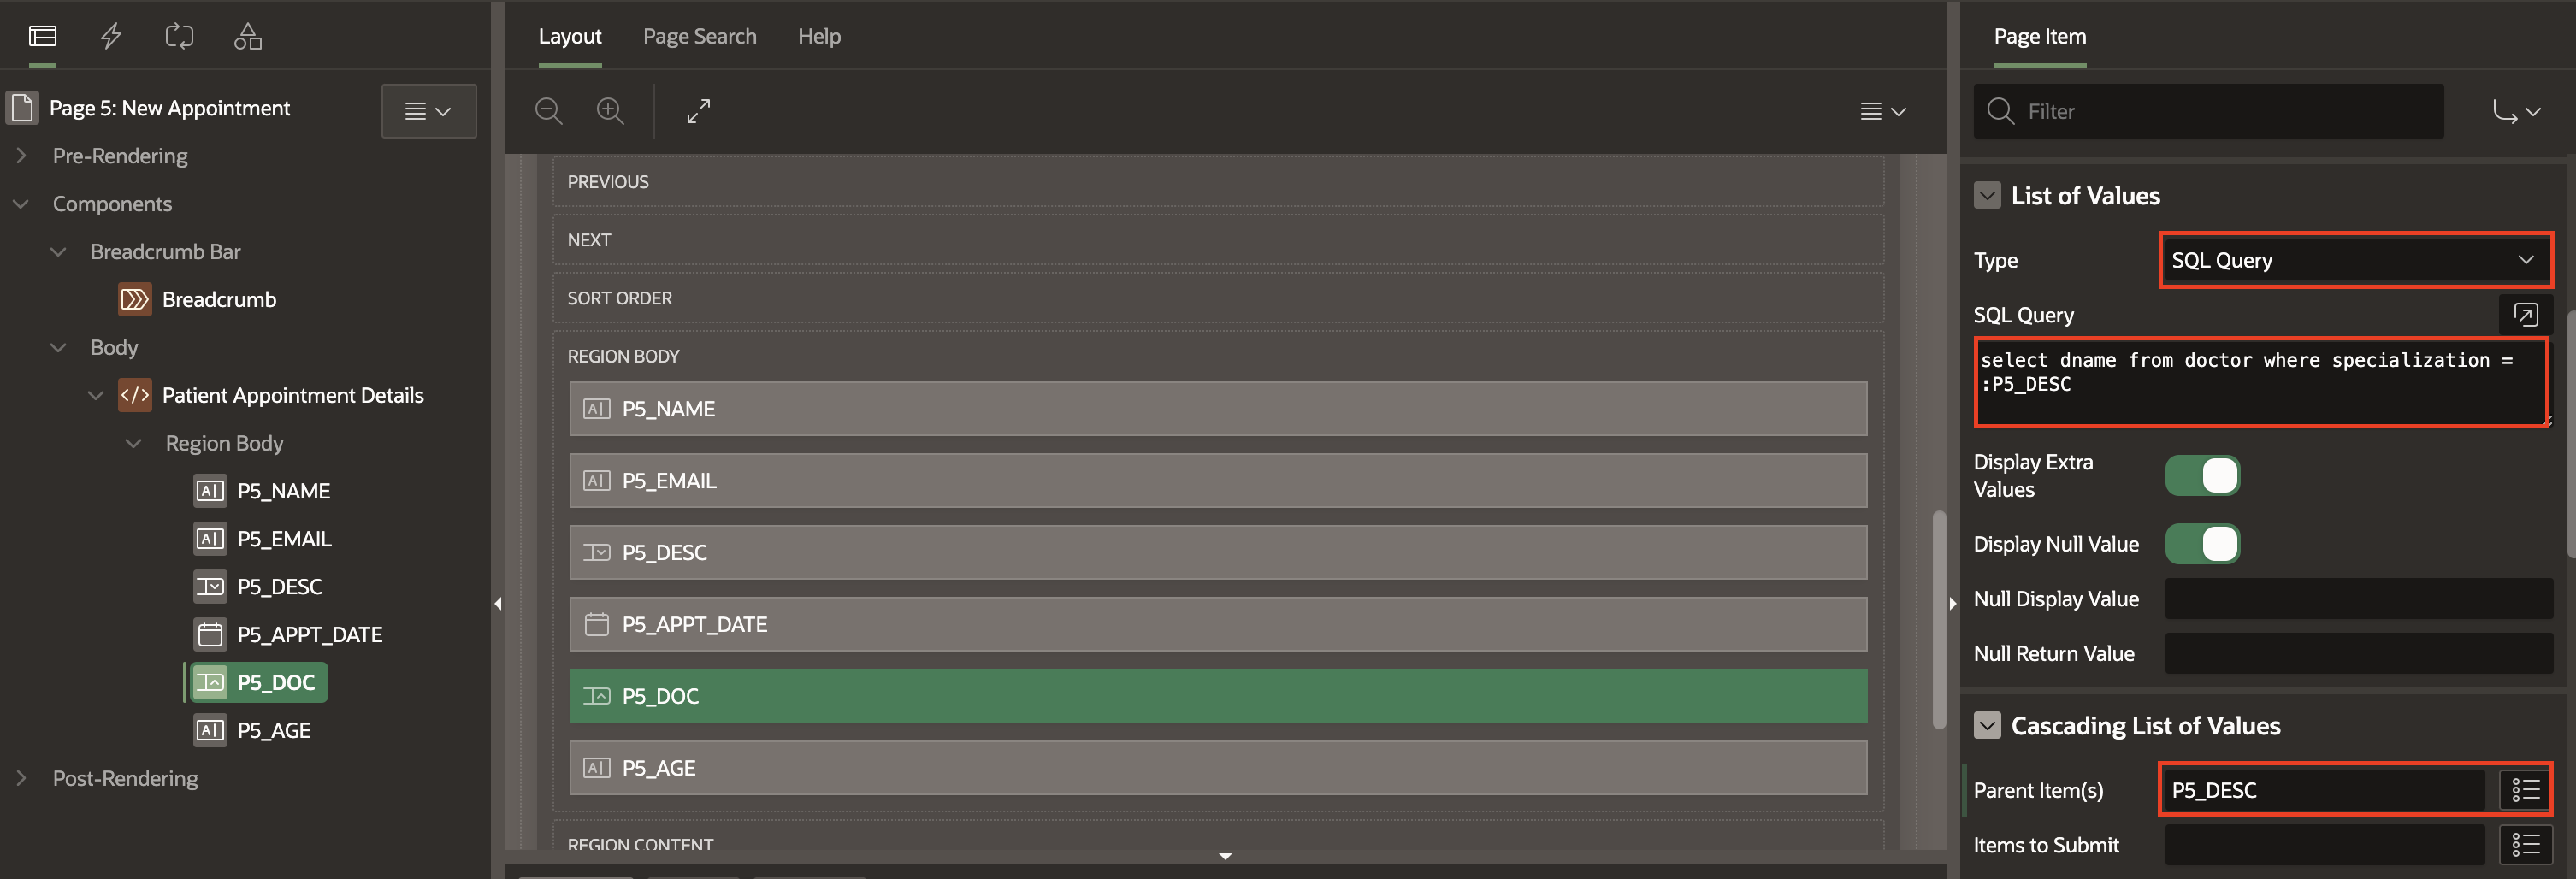 Page 5: New Appointment
Pre-Rendering
Components
Breadcrumb Bar
Breadcrumb
Body
Patient Appointment Details
Region Body
P5_NAME
P5_EMAIL
P5_DESC
P5_APPT_DATE
P5_DOC
P5_AGE
Post-Rendering
Layout Page Search Help
PREVIOUS
NEXT
SORT ORDER
REGION BODY
P5_NAME
P5_EMAIL
P5_DESC
P5_APPT_DATE
P5_DOC
P5_AGE
REGION CONTENT
Page Item
Filter
List of Values
Type SQL Query
SQL Query
select dname from doctor where specialization =
:P5_DESC
Display Extra
Values
Display Null Value
Null Display Value
Null Return Value
Cascading List of Values
Parent Item(s) P5_DESC
Items to Submit